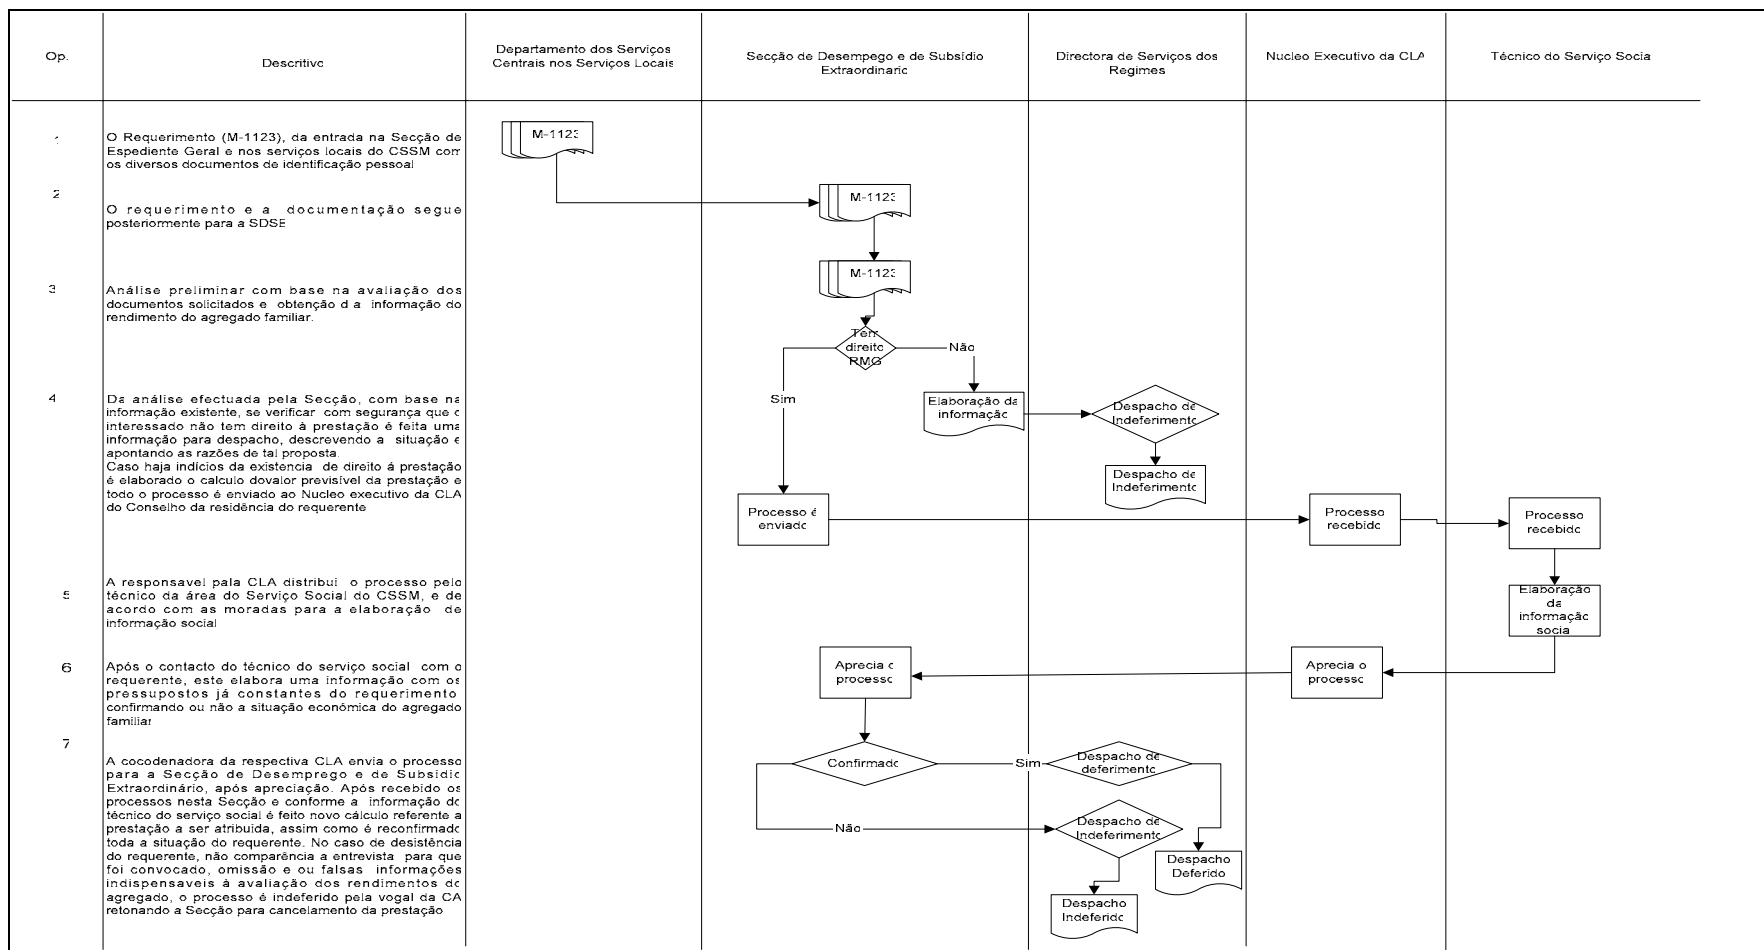 Op.
Descritivo
Departamento dos Serviços
Centrais nos Serviços Locais
Secção de Desempego e de Subsídio
Extraordinario
Directora de Serviços dos
Regimes
Nucleo Executivo da CLA
Técnico do Serviço Socia
1
O Requerimento (M-1123), da entrada na Secção de
Espediente Geral e nos serviços locais do CSSM com
os diversos documentos de identificação pessoal
M-1123
2
O requerimento e a documentação segue
posteriormente para a SDSE
M-1123
3
Análise preliminar com base na avaliação dos
documentos solicitados e obtenção d a informação do
rendimento do agregado familiar.
M-1123
Tem
direito
RMG
Não
Sim
4
Da análise efectuada pela Secção, com base na
informação existente, se verificar com segurança que o
interessado não tem direito à prestação é feita uma
informação para despacho, descrevendo a situação e
apontando as razões de tal proposta.
Caso haja indícios da existencia de direito á prestação
é elaborado o calculo dovalor previsível da prestação e
todo o processo é enviado ao Nucleo executivo da CLA
do Conselho da residência do requerente
Elaboração da
informação
Despacho de
Indeferimento
Despacho de
Indeferimento
Processo é
enviado
Processo
recebido
Processo
recebido
5
A responsavel pala CLA distribui o processo pelo
técnico da área do Serviço Social do CSSM, e de
acordo com as moradas para a elaboração de
informação social
Elaboração
da
informação
socia
6
Após o contacto do técnico do serviço social com o
requerente, este elabora uma informação com os
pressupostos já constantes do requerimento
confirmando ou não a situação económica do agregado
familiar
Aprecia o
processo
Aprecia o
processo
7
A cocodenadora da respectiva CLA envia o processo
para a Secção de Desemprego e de Subsidio
Extraordinário, após apreciação. Após recebido os
processos nesta Secção e conforme a informação do
técnico do serviço social é feito novo cálculo referente a
prestação a ser atribuida, assim como é reconfirmado
toda a situação do requerente. No caso de desistência
do requerente, não comparência a entrevista para que
foi convocado, omissão e ou falsas informações
indispensaveis à avaliação dos rendimentos do
agregado, o processo é indeferido pela vogal da CA
retonando a Secção para cancelamento da prestação
Confirmado
Sim
Despacho de
deferimento
Não
Despacho de
Indeferimento
Despacho
Deferido
Despacho
Indeferido